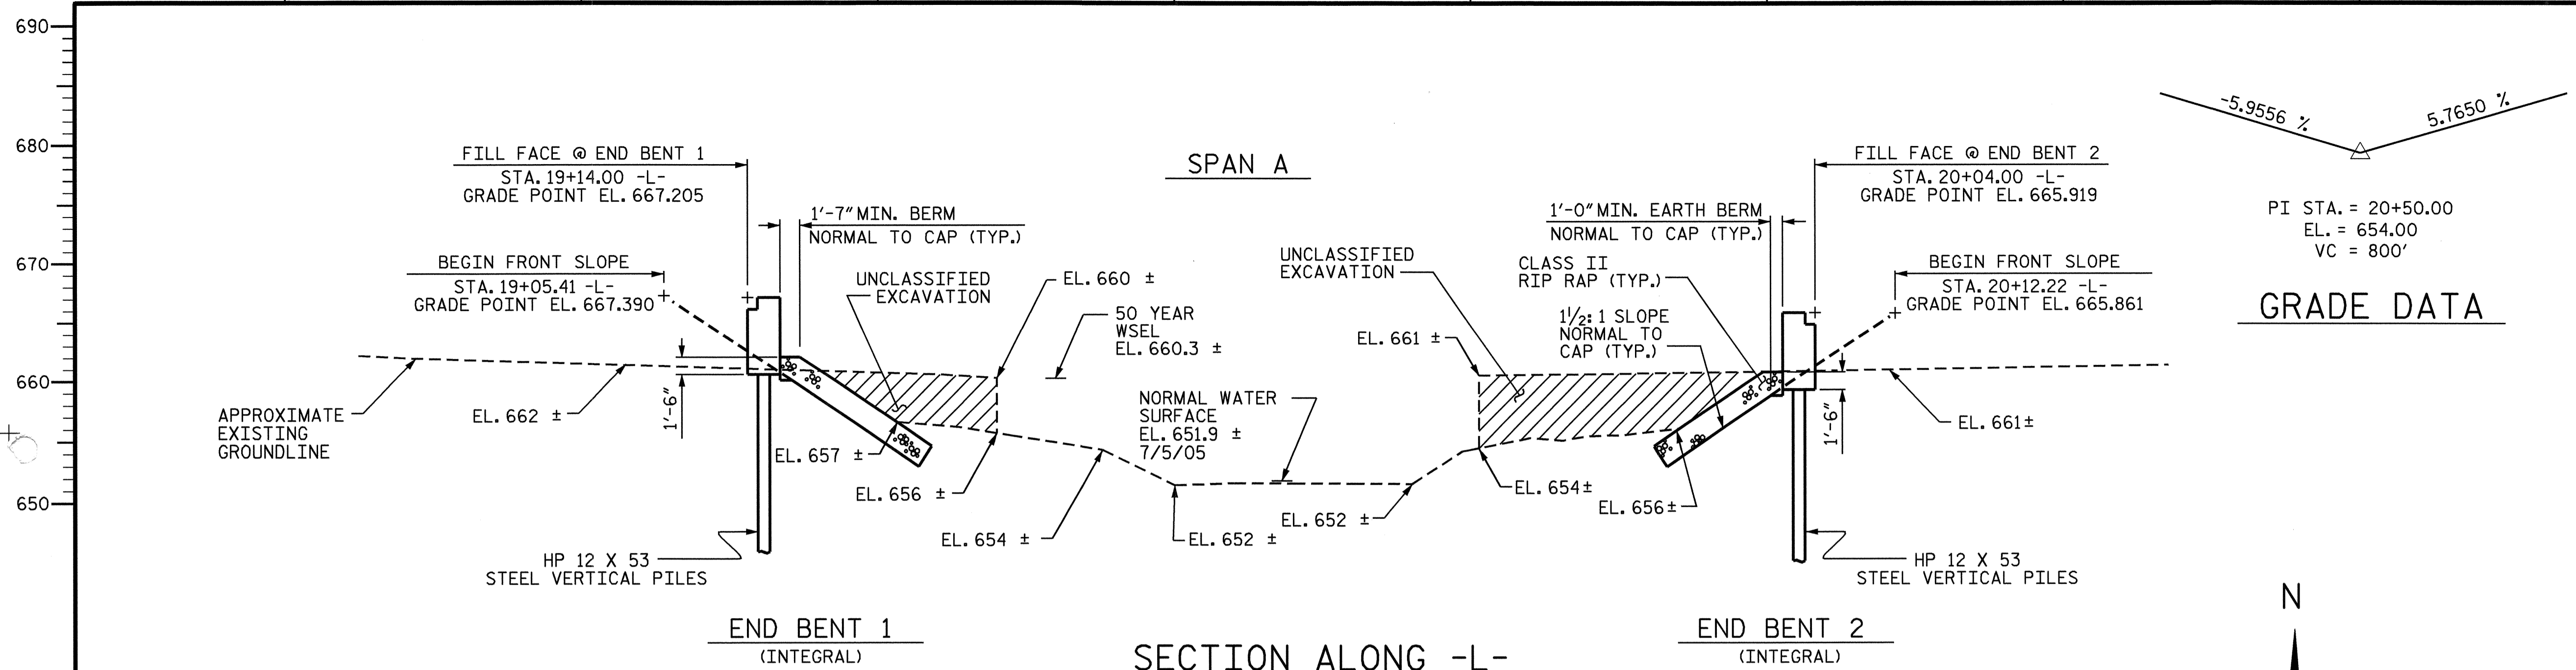 690
680
670
660
650
FILL FACE @ END BENT 1
STA. 19+14.00 -L-
GRADE POINT EL. 667.205
BEGIN FRONT SLOPE
STA. 19+05.41 -L-
GRADE POINT EL. 667.390
1'-7" MIN. BERM
NORMAL TO CAP (TYP.)
UNCLASSIFIED
EXCAVATION
EL. 660 ±
50 YEAR
WSEL
EL. 660.3 ±
SPAN A
APPROXIMATE
EXISTING
GROUNDLINE
EL. 662 ±
1'-6"
EL. 657 ±
EL. 656 ±
EL. 654 ±
EL. 652 ±
NORMAL WATER
SURFACE
EL. 651.9 ±
7/5/05
EL. 652 ±
HP 12 X 53
STEEL VERTICAL PILES
END BENT 1
(INTEGRAL)
SECTION ALONG -L-
UNCLASSIFIED
EXCAVATION
EL. 661 ±
1'-0" MIN. EARTH BERM
NORMAL TO CAP (TYP.)
CLASS II
RIP RAP (TYP.)
1 1/2: 1 SLOPE
NORMAL TO
CAP (TYP.)
EL. 654±
EL. 656±
FILL FACE @ END BENT 2
STA. 20+04.00 -L-
GRADE POINT EL. 665.919
BEGIN FRONT SLOPE
STA. 20+12.22 -L-
GRADE POINT EL. 665.861
1'-6"
EL. 661±
HP 12 X 53
STEEL VERTICAL PILES
END BENT 2
(INTEGRAL)
-5.9556 %
5.7650 %
PI STA. = 20+50.00
EL. = 654.00
VC = 800'
GRADE DATA
N